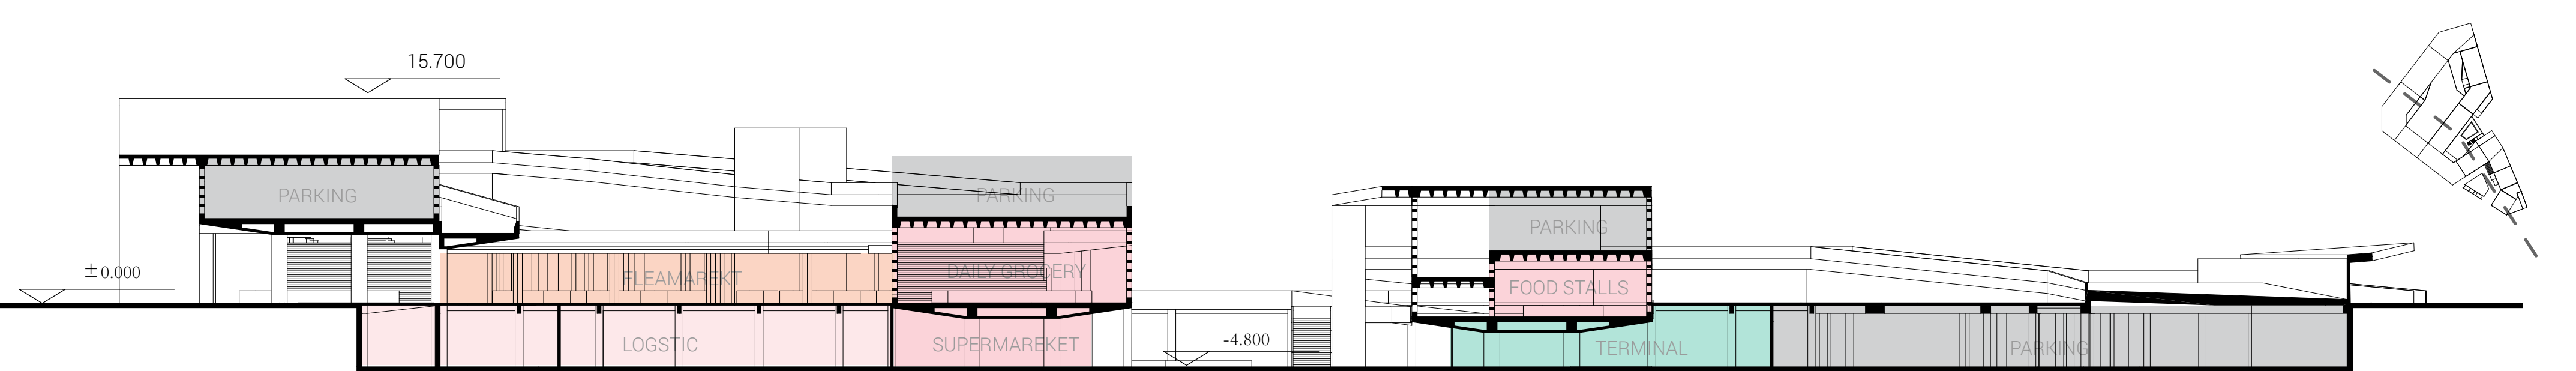 15.700
PARKING
PARKING
PARKING
±0.000
FLEAMAREKT
DAILY GROCERY
FOOD STALLS
LOGSTIC
SUPERMAREKET
-4.800
TERMINAL
PARKING